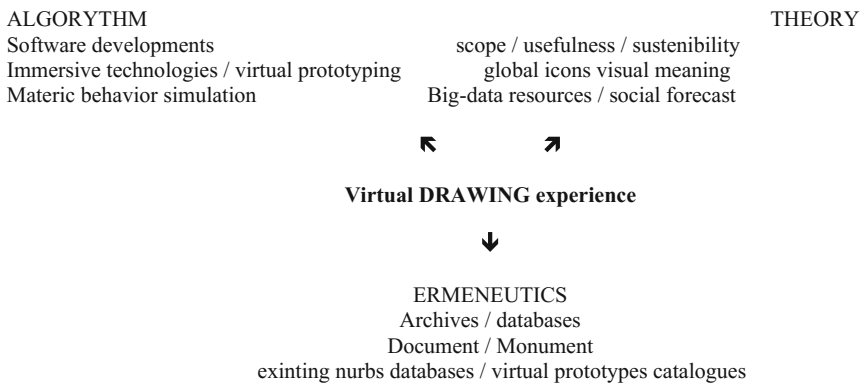 ALGORYTHM THEORY
Software developments scope / usefulness / sustenibility
Immersive technologies / virtual prototyping global icons visual meaning
Materic behavior simulation Big-data resources / social forecast
Virtual DRAWING experience
ERMENEUTICS
Archives / databases
Document / Monument
exinting nurbs databases / virtual prototypes catalogues